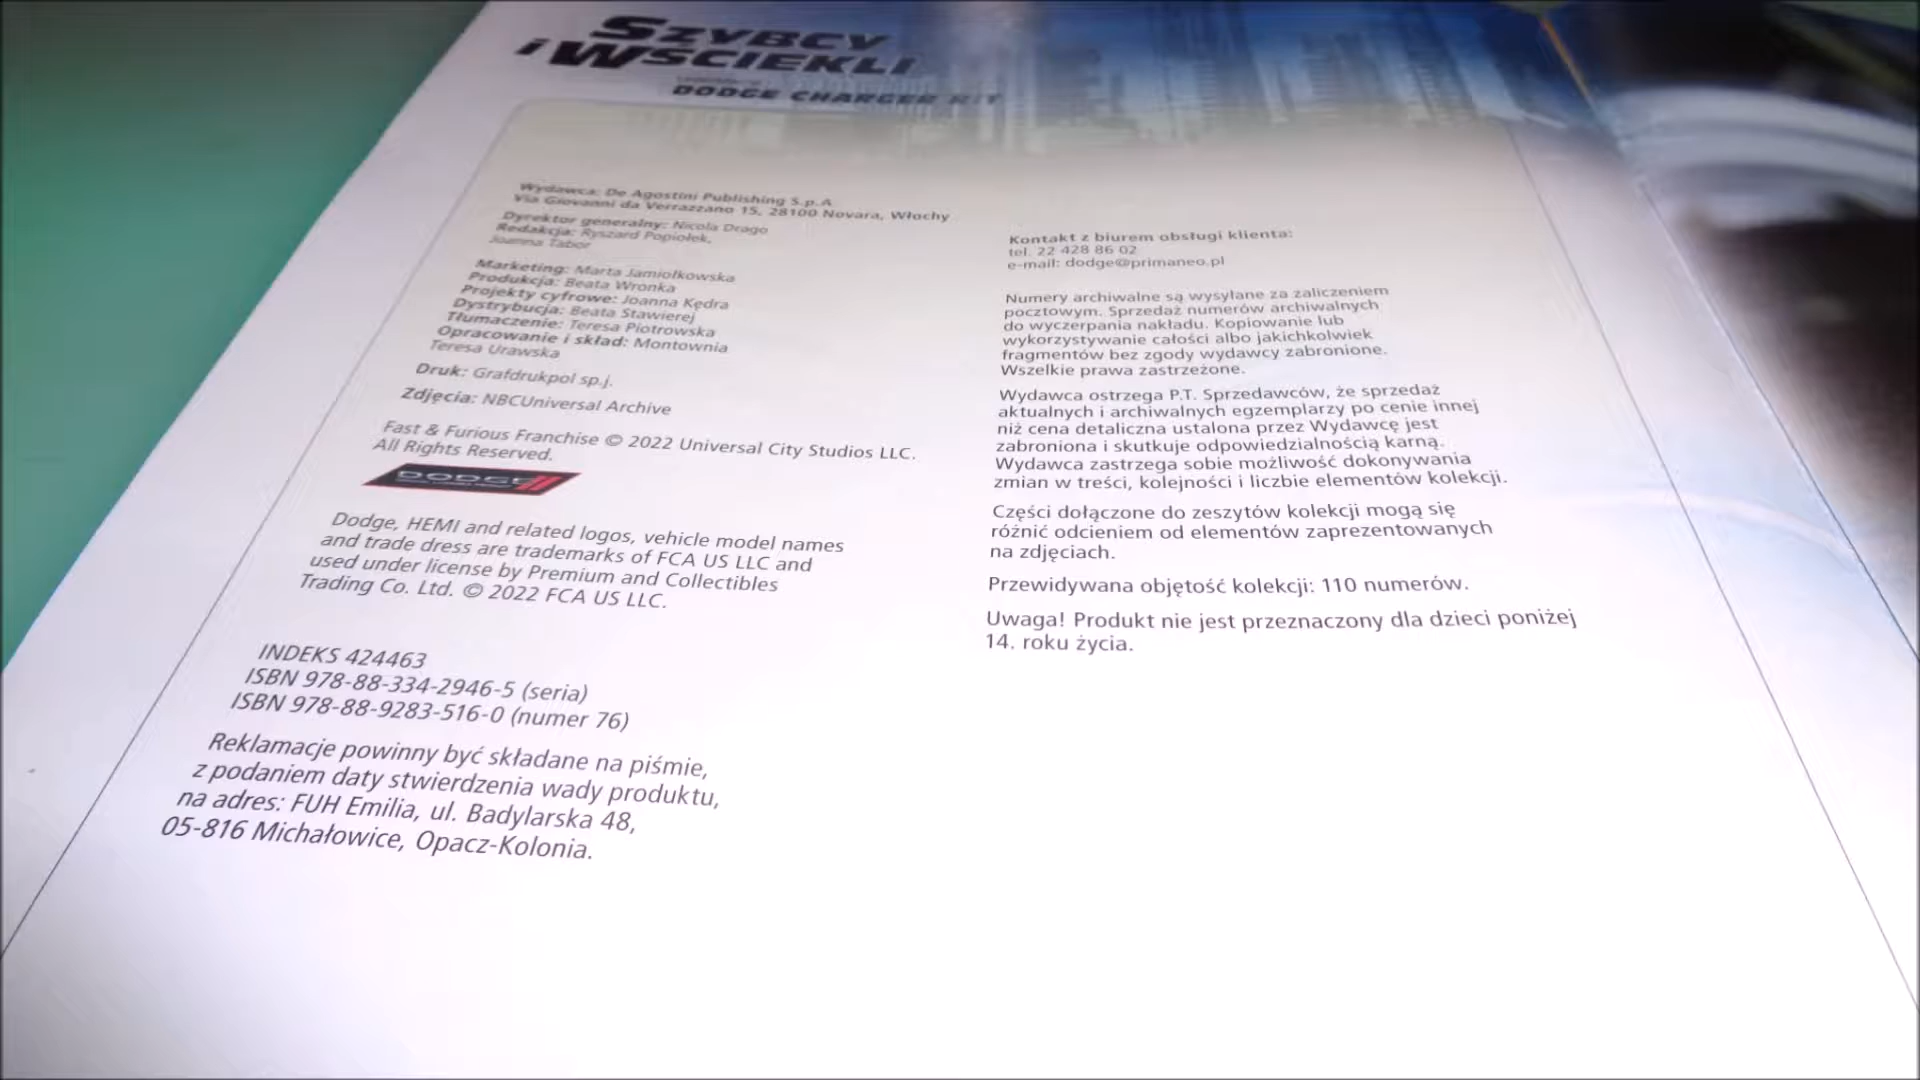 SZYBCY
i WŚCIEKLI
DODGE CHARGER R/T
Wydawca: De Agostini Publishing S.p.A.
Via Giovanni da Verrazzano 15, 28100 Novara, Włochy
Dyrektor generalny: Nicola Drago
Redakcja: Ryszard Popiołek,
Joanna Tabor
Marketing: Marta Jamiołkowska
Produkcja: Beata Wronka
Projekty cyfrowe: Joanna Kędra
Dystrybucja: Beata Stawierej
Tłumaczenie: Teresa Piotrowska
Opracowanie i skład: Montownia
Teresa Urawska
Druk: Grafdrukpol sp.j.
Zdjęcia: NBCUniversal Archive
Fast & Furious Franchise © 2022 Universal City Studios LLC.
All Rights Reserved.
DODGE
Dodge, HEMI and related logos, vehicle model names
and trade dress are trademarks of FCA US LLC and
used under license by Premium and Collectibles
Trading Co. Ltd. © 2022 FCA US LLC.
INDEKS 424463
ISBN 978-88-334-2946-5 (seria)
ISBN 978-88-9283-516-0 (numer 76)
Reklamacje powinny być składane na piśmie,
z podaniem daty stwierdzenia wady produktu,
na adres: FUH Emilia, ul. Badylarska 48,
05-816 Michałowice, Opacz-Kolonia.
Kontakt z biurem obsługi klienta:
tel. 22 428 86 02
e-mail: dodge@primaneo.pl
Numery archiwalne są wysyłane za zaliczeniem
pocztowym. Sprzedaż numerów archiwalnych
do wyczerpania nakładu. Kopiowanie lub
wykorzystywanie całości albo jakichkolwiek
fragmentów bez zgody wydawcy zabronione.
Wszelkie prawa zastrzeżone.
Wydawca ostrzega P.T. Sprzedawców, że sprzedaż
aktualnych i archiwalnych egzemplarzy po cenie innej
niż cena detaliczna ustalona przez Wydawcę jest
zabroniona i skutkuje odpowiedzialnością karną.
Wydawca zastrzega sobie możliwość dokonywania
zmian w treści, kolejności i liczbie elementów kolekcji.
Części dołączone do zeszytów kolekcji mogą się
różnić odcieniem od elementów zaprezentowanych
na zdjęciach.
Przewidywana objętość kolekcji: 110 numerów.
Uwaga! Produkt nie jest przeznaczony dla dzieci poniżej
14. roku życia.